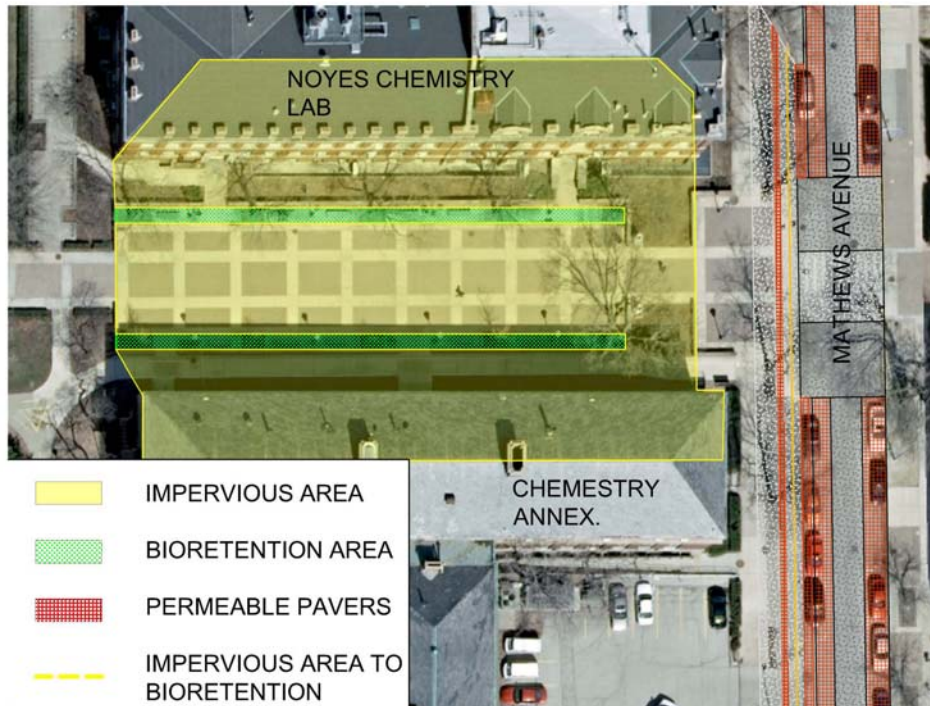 NOYES CHEMISTRY
LAB
MATHEWS AVENUE
CHEMESTRY
ANNEX.
IMPERVIOUS AREA
BIORETENTION AREA
PERMEABLE PAVERS
IMPERVIOUS AREA TO
BIORETENTION